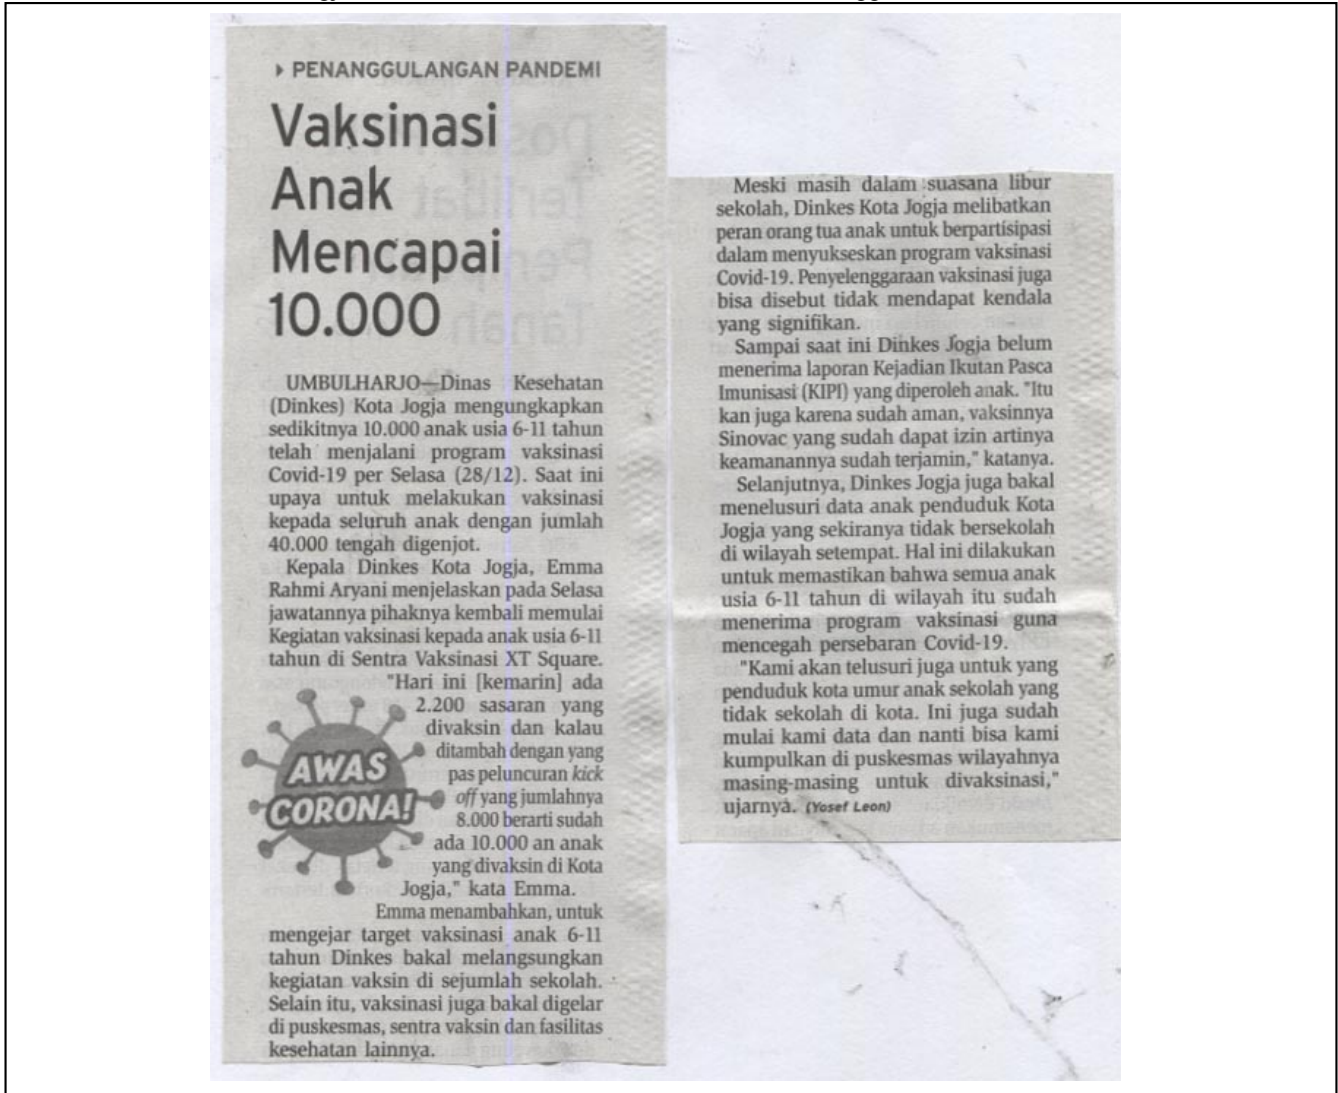 ▸ PENANGGULANGAN PANDEMI
Vaksinasi
Anak
Mencapai
10.000
UMBULHARJO—Dinas Kesehatan
(Dinkes) Kota Jogja mengungkapkan
sedikitnya 10.000 anak usia 6-11 tahun
telah menjalani program vaksinasi
Covid-19 per Selasa (28/12). Saat ini
upaya untuk melakukan vaksinasi
kepada seluruh anak dengan jumlah
40.000 tengah digenjot.
Kepala Dinkes Kota Jogja, Emma
Rahmi Aryani menjelaskan pada Selasa
jawatannya pihaknya kembali memulai
Kegiatan vaksinasi kepada anak usia 6-11
tahun di Sentra Vaksinasi XT Square.
"Hari ini [kemarin] ada
2.200 sasaran yang
divaksin dan kalau
ditambah dengan yang
pas peluncuran kick
off yang jumlahnya
8.000 berarti sudah
ada 10.000 an anak
yang divaksin di Kota
Jogja," kata Emma.
AWAS
CORONA!
Emma menambahkan, untuk
mengejar target vaksinasi anak 6-11
tahun Dinkes bakal melangsungkan
kegiatan vaksin di sejumlah sekolah.
Selain itu, vaksinasi juga bakal digelar
di puskesmas, sentra vaksin dan fasilitas
kesehatan lainnya.
Meski masih dalam suasana libur
sekolah, Dinkes Kota Jogja melibatkan
peran orang tua anak untuk berpartisipasi
dalam menyukseskan program vaksinasi
Covid-19. Penyelenggaraan vaksinasi juga
bisa disebut tidak mendapat kendala
yang signifikan.
Sampai saat ini Dinkes Jogja belum
menerima laporan Kejadian Ikutan Pasca
Imunisasi (KIPI) yang diperoleh anak. "Itu
kan juga karena sudah aman, vaksinnya
Sinovac yang sudah dapat izin artinya
keamanannya sudah terjamin," katanya.
Selanjutnya, Dinkes Jogja juga bakal
menelusuri data anak penduduk Kota
Jogja yang sekiranya tidak bersekolah
di wilayah setempat. Hal ini dilakukan
untuk memastikan bahwa semua anak
usia 6-11 tahun di wilayah itu sudah
menerima program vaksinasi guna
mencegah persebaran Covid-19.
"Kami akan telusuri juga untuk yang
penduduk kota umur anak sekolah yang
tidak sekolah di kota. Ini juga sudah
mulai kami data dan nanti bisa kami
kumpulkan di puskesmas wilayahnya
masing-masing untuk divaksinasi,"
ujarnya. (Yosef Leon)